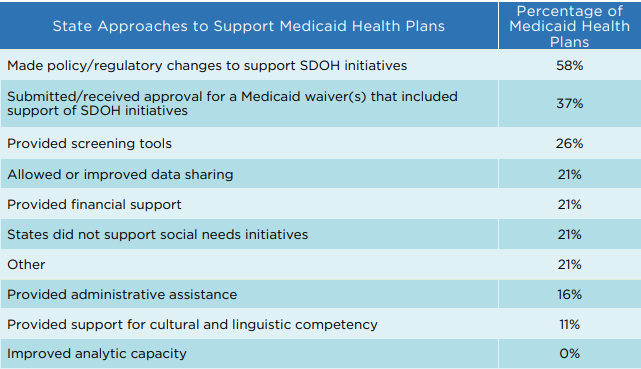 State Approaches to Support Medicaid Health Plans
Percentage of
Medicaid Health
Plans
Made policy/regulatory changes to support SDOH initiatives
58%
Submitted/received approval for a Medicaid waiver(s) that included
support of SDOH initiatives
37%
Provided screening tools
26%
Allowed or improved data sharing
21%
Provided financial support
21%
States did not support social needs initiatives
21%
Other
21%
Provided administrative assistance
16%
Provided support for cultural and linguistic competency
11%
Improved analytic capacity
0%